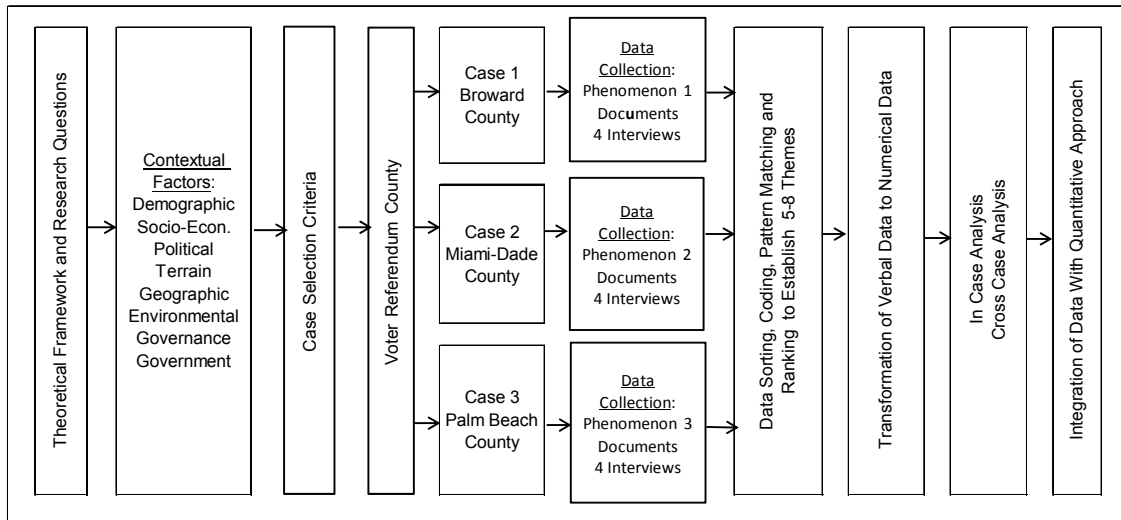 Theoretical Framework and Research Questions
Contextual
Factors:
Demographic
Socio-Econ.
Political
Terrain
Geographic
Environmental
Governance
Government
Case Selection Criteria
Voter Referendum County
Case 1
Broward
County
Data
Collection:
Phenomenon 1
Documents
4 Interviews
Case 2
Miami-Dade
County
Data
Collection:
Phenomenon 2
Documents
4 Interviews
Case 3
Palm Beach
County
Data
Collection:
Phenomenon 3
Documents
4 Interviews
Data Sorting, Coding, Pattern Matching and
Ranking to Establish 5-8 Themes
Transformation of Verbal Data to Numerical Data
In Case Analysis
Cross Case Analysis
Integration of Data With Quantitative Approach